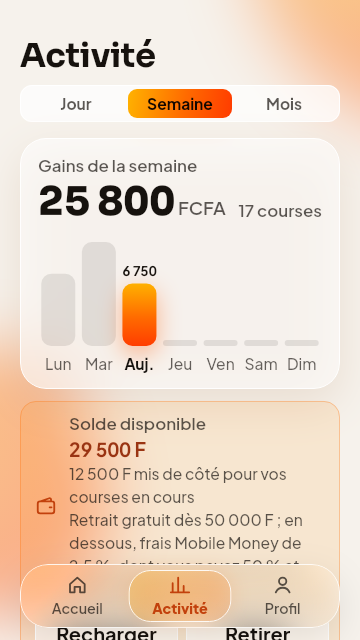 Activité
Jour Semaine Mois
Gains de la semaine
25 800 FCFA 17 courses
6 750
Lun Mar Auj. Jeu Ven Sam Dim
Solde disponible
29 500 F
12 500 F mis de côté pour vos
courses en cours
Retrait gratuit dès 50 000 F ; en
dessous, frais Mobile Money de
Accueil Activité Profil
Recharger Retirer